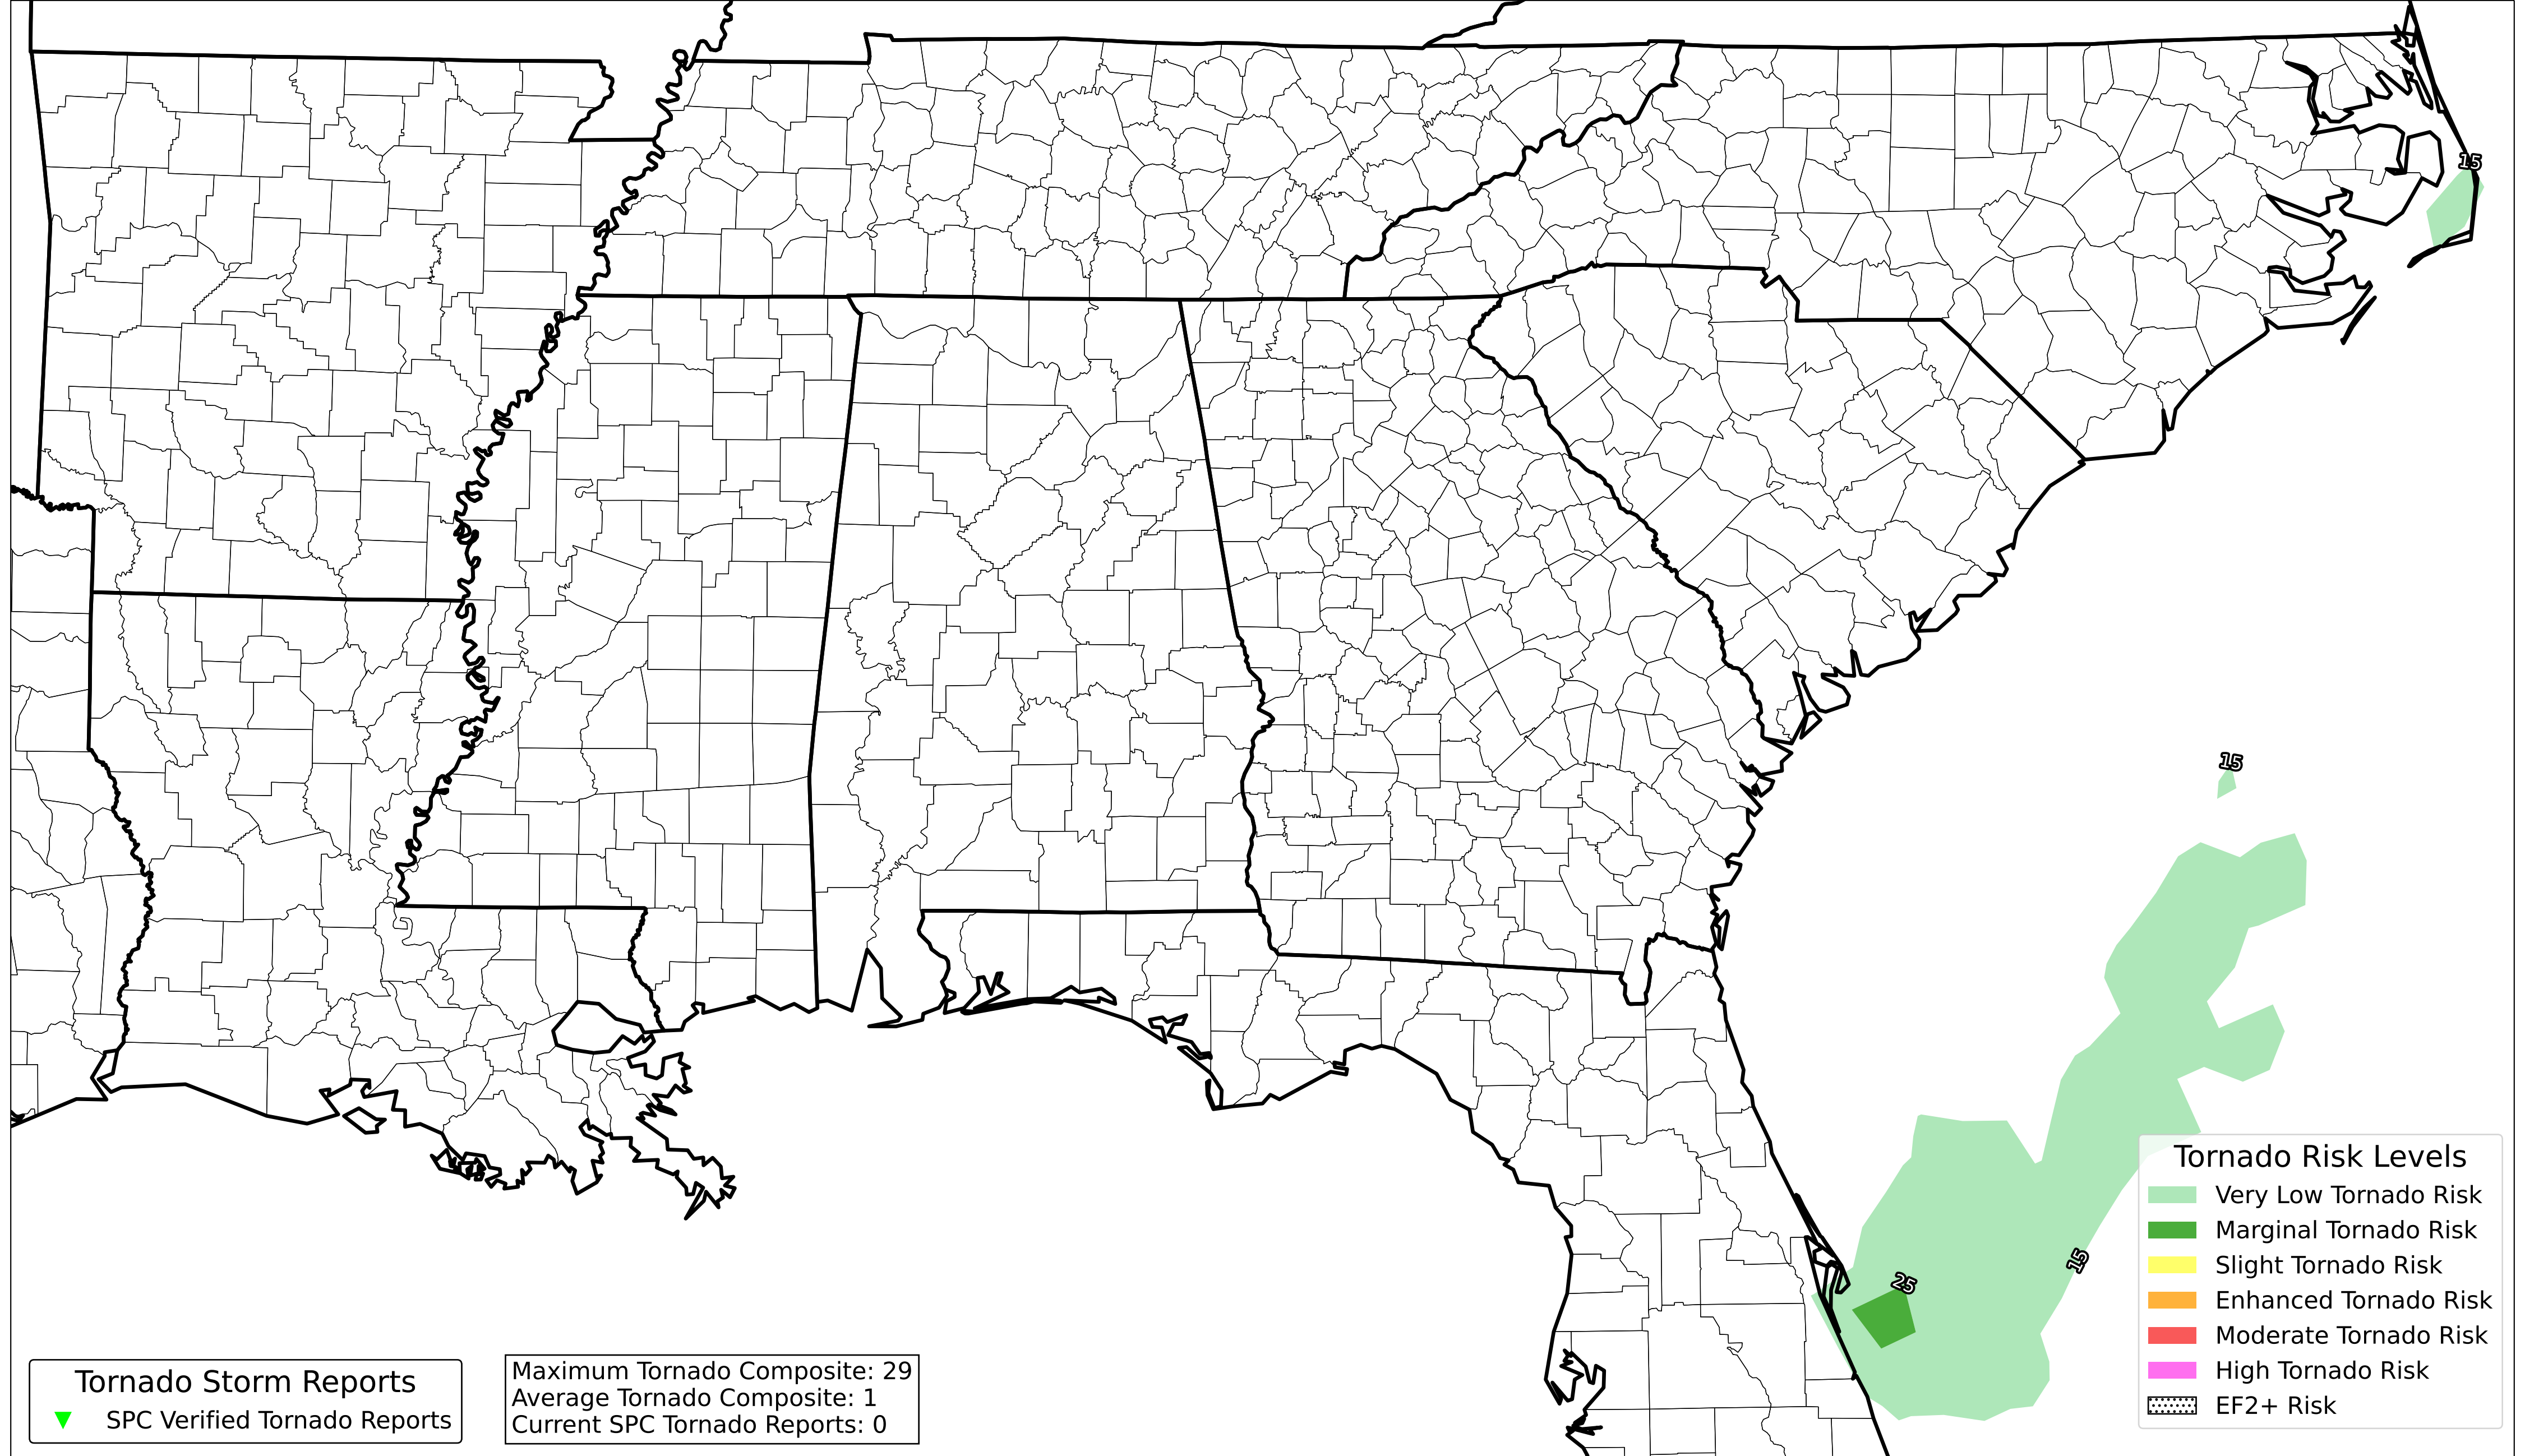 15
15
25
15
Tornado Risk Levels
Very Low Tornado Risk
Marginal Tornado Risk
Slight Tornado Risk
Enhanced Tornado Risk
Moderate Tornado Risk
High Tornado Risk
EF2+ Risk
Tornado Storm Reports
SPC Verified Tornado Reports
Maximum Tornado Composite: 29
Average Tornado Composite: 1
Current SPC Tornado Reports: 0